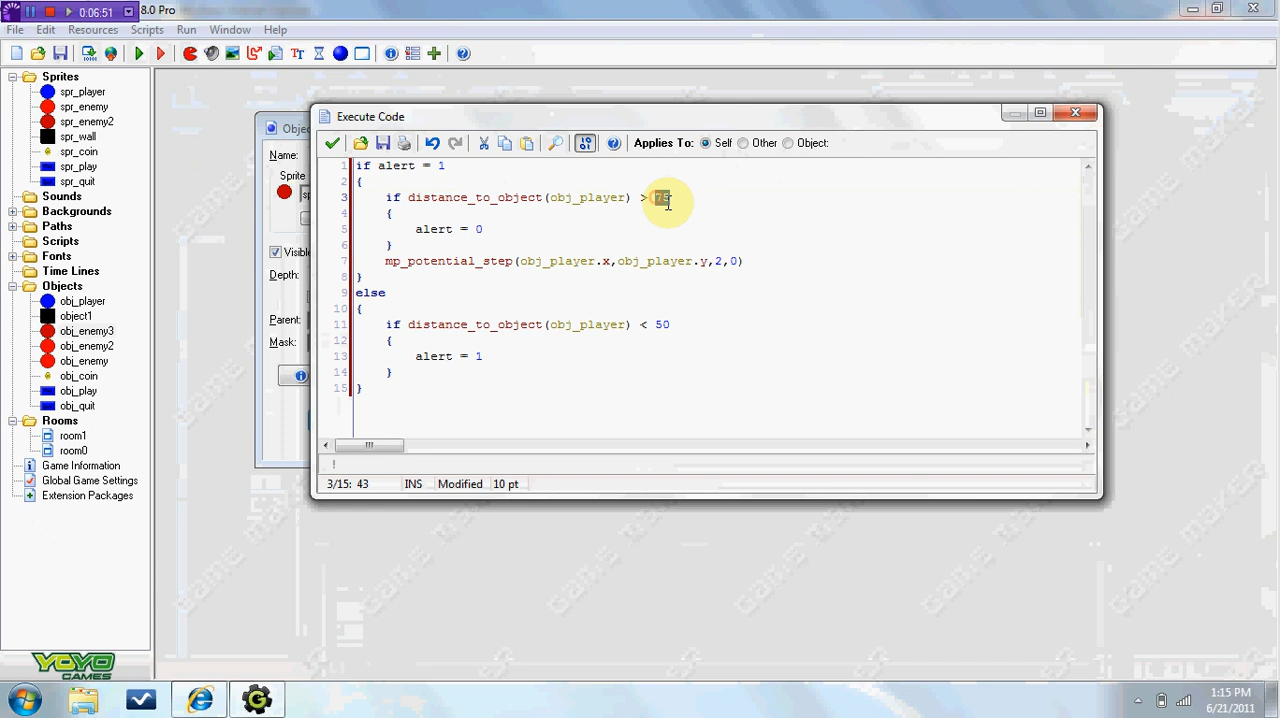 0:06:51
8.0 Pro
File Edit Resources Scripts Run Window Help
Sprites
spr_player
spr_enemy
spr_enemy2
spr_wall
spr_coin
spr_play
spr_quit
Sounds
Backgrounds
Paths
Scripts
Fonts
Time Lines
Objects
obj_player
object1
obj_enemy3
obj_enemy2
obj_enemy
obj_coin
obj_play
obj_quit
Rooms
room1
room0
Game Information
Global Game Settings
Extension Packages
YOYO
GAMES
Name:
Sprite
Visible
Depth:
Parent:
Mask:
Execute Code
Applies To: Self Other Object:
1 if alert = 1
2 {
3 if distance_to_object(obj_player) > 75
4 {
5 alert = 0
6 }
7 mp_potential_step(obj_player.x,obj_player.y,2,0)
8 }
9 else
10 {
11 if distance_to_object(obj_player) < 50
12 {
13 alert = 1
14 }
15 }
3/15: 43 INS Modified 10 pt
1:15 PM
6/21/2011